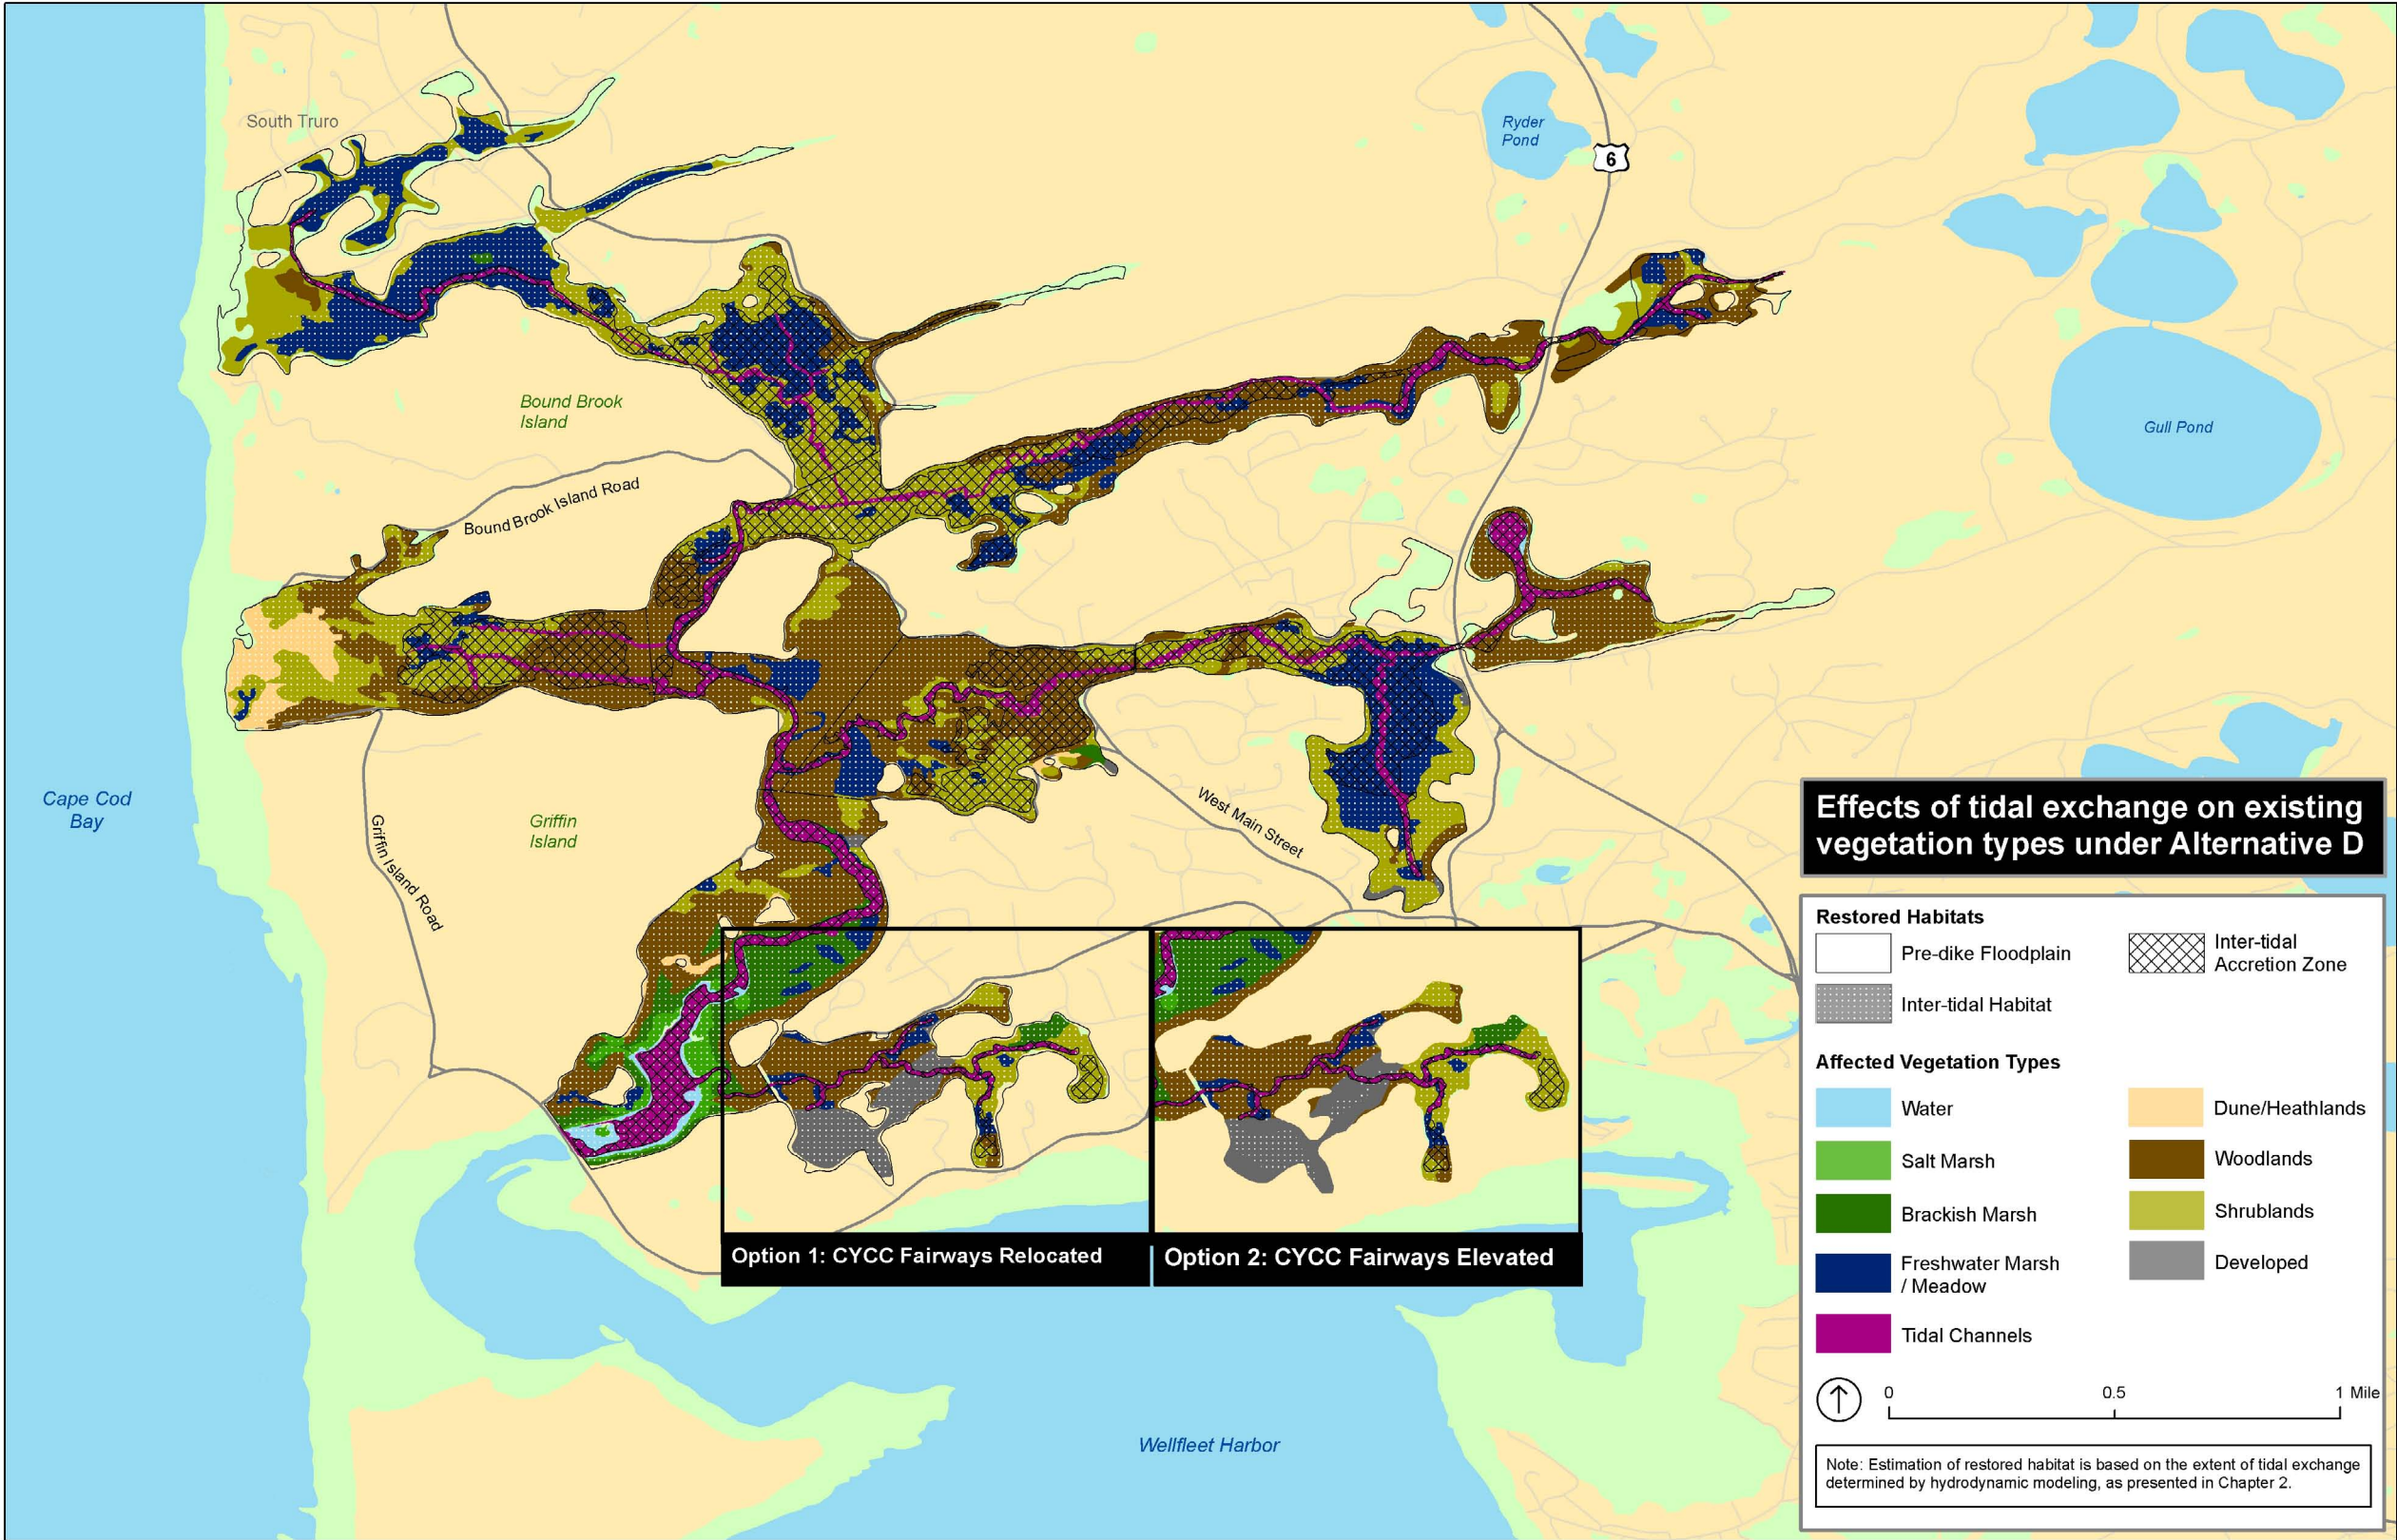 South Truro
Ryder
Pond
6
Bound Brook
Island
Gull Pond
Bound Brook Island Road
Cape Cod
Bay
Griffin
Island
Griffin Island Road
West Main Street
Effects of tidal exchange on existing
vegetation types under Alternative D
Restored Habitats
Pre-dike Floodplain
Inter-tidal
Accretion Zone
Inter-tidal Habitat
Affected Vegetation Types
Water
Dune/Heathlands
Salt Marsh
Woodlands
Brackish Marsh
Shrublands
Freshwater Marsh
/ Meadow
Developed
Tidal Channels
0 0.5 1 Mile
Note: Estimation of restored habitat is based on the extent of tidal exchange
determined by hydrodynamic modeling, as presented in Chapter 2.
Option 1: CYCC Fairways Relocated
Option 2: CYCC Fairways Elevated
Wellfleet Harbor